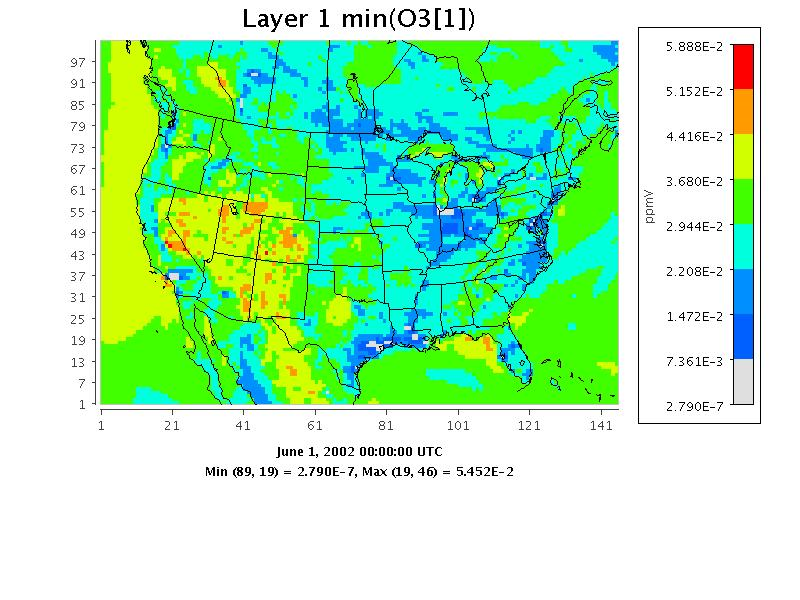 Layer 1 min(O3[1])
97
91
85
79
73
67
61
55
49
43
37
31
25
19
13
7
1
1 21 41 61 81 101 121 141
5.888E-2
5.152E-2
4.416E-2
3.680E-2
2.944E-2
2.208E-2
1.472E-2
7.361E-3
2.790E-7
ppmV
June 1, 2002 00:00:00 UTC
Min (89, 19) = 2.790E-7, Max (19, 46) = 5.452E-2